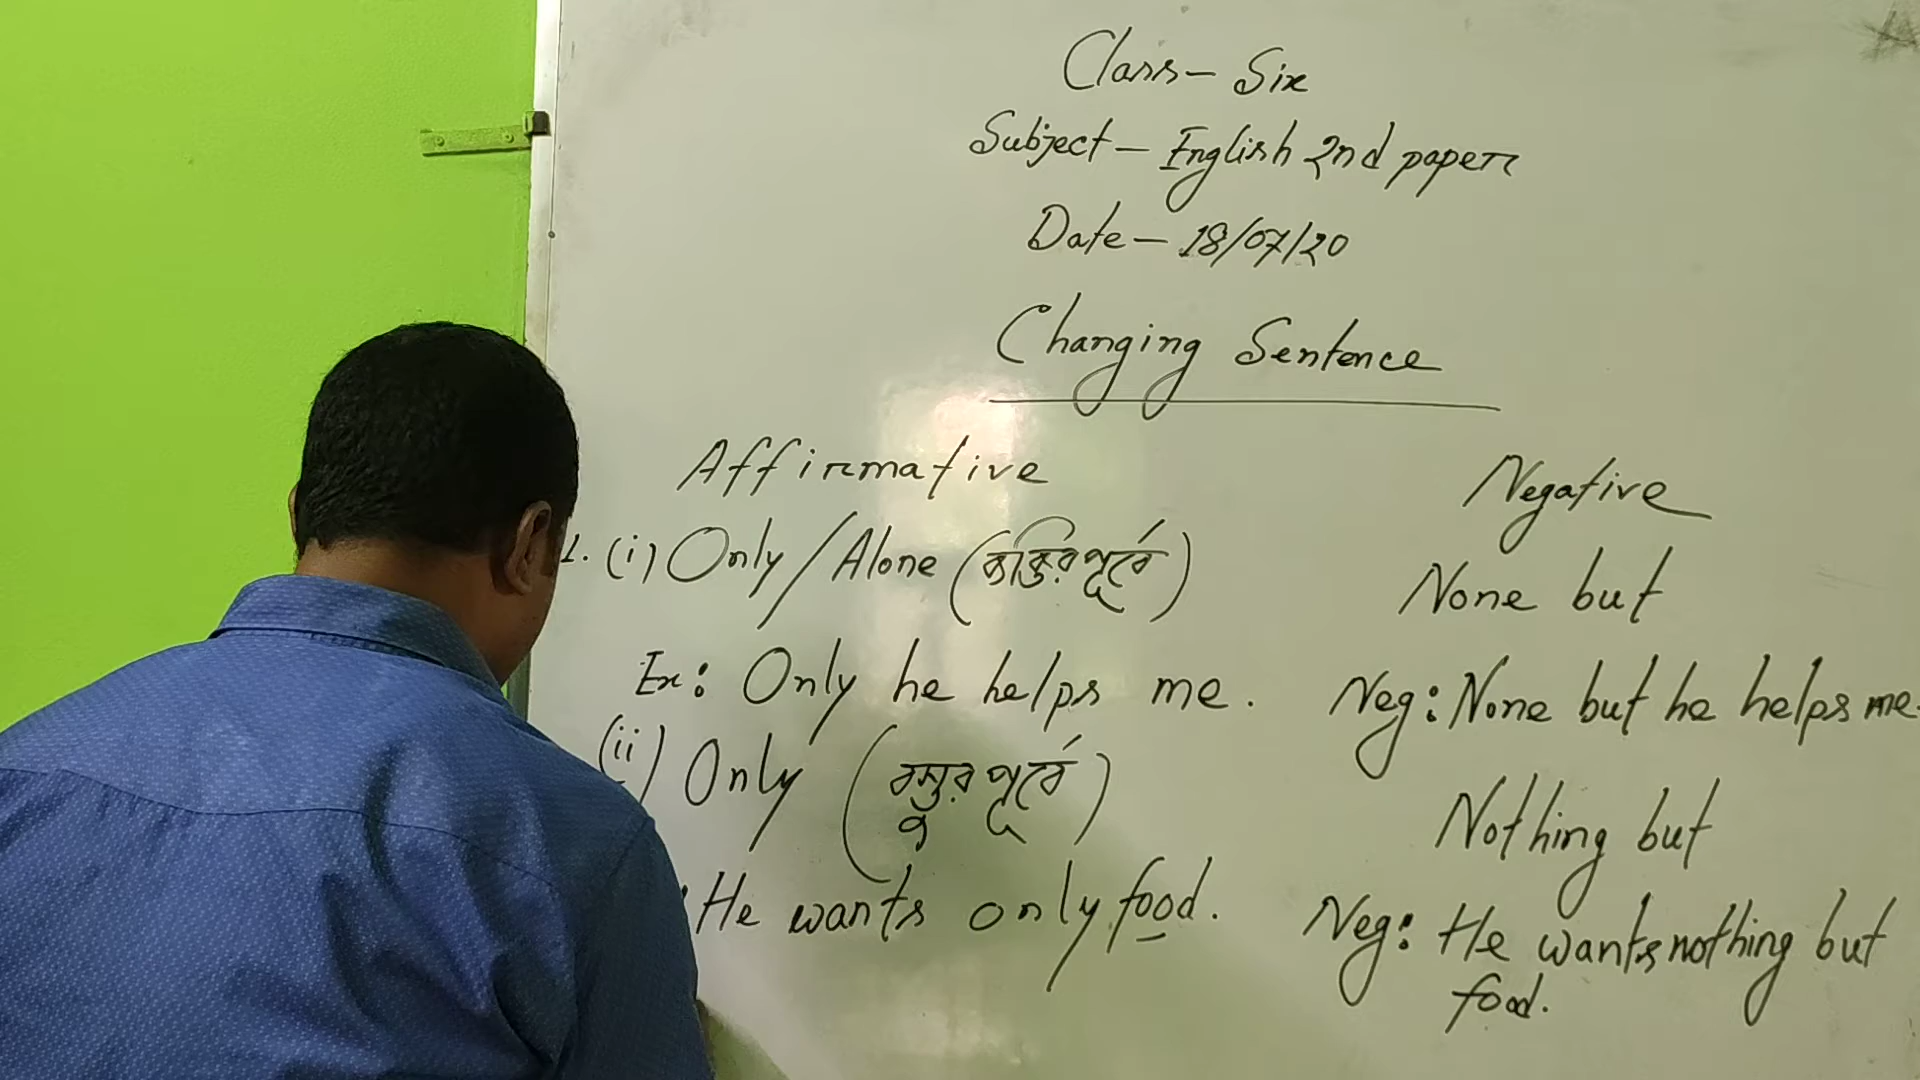 Class- Six
Subject- English 2nd paper
Date- 18/07/20
Changing Sentence
Affirmative Negative
1. (i) Only/Alone (ব্যক্তির পূর্বে) None but
Ex: Only he helps me. Neg: None but he helps me.
(ii) Only (বস্তুর পূর্বে) Nothing but
He wants only food. Neg: He wants nothing but
food.